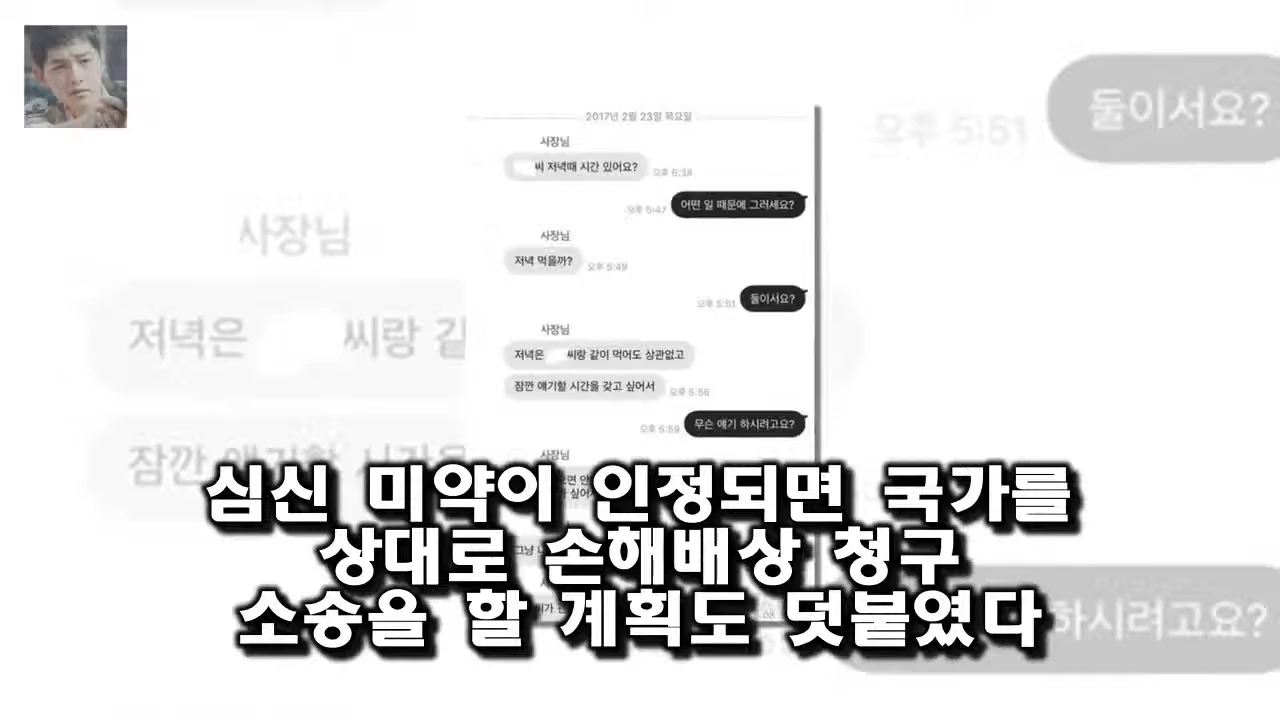 2017년 2월 23일 목요일
사장님
씨 저녁때 시간 있어요?
오후 5:38
어떤 일 때문에 그러세요?
오후 5:47
사장님
저녁 먹을까?
오후 5:49
둘이서요?
오후 5:51
사장님
저녁은 씨랑 같이 먹어도 상관없고
잠깐 얘기할 시간을 갖고 싶어서
오후 5:56
무슨 얘기 하시려고요?
오후 5:59
사장님
심신 미약이 인정되면 국가를
상대로 손해배상 청구
소송을 할 계획도 덧붙였다
둘이서요?
오후 5:51
사장님
저녁은 씨랑 같
잠깐
하시려고요?